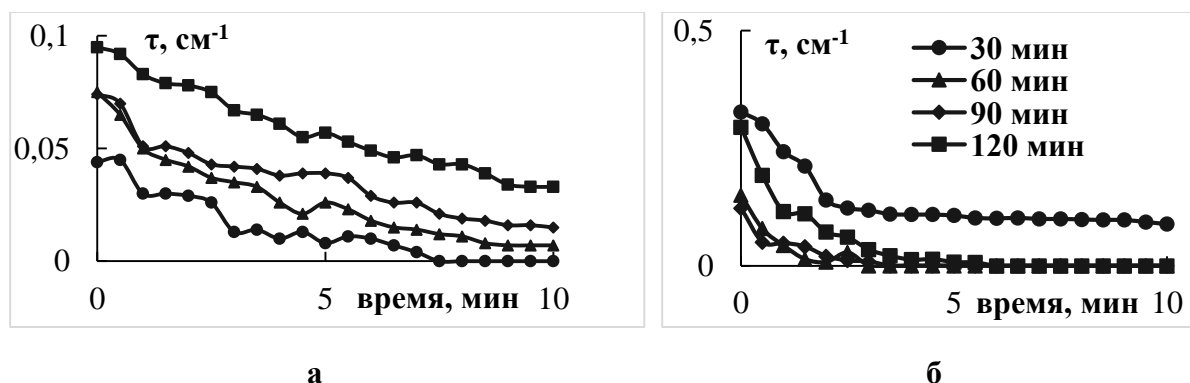 0,1
τ, см-1
0,05
0
0
5
время, мин
10
а
0,5
τ, см-1
30 мин
60 мин
90 мин
120 мин
0
0
5
время, мин
10
б